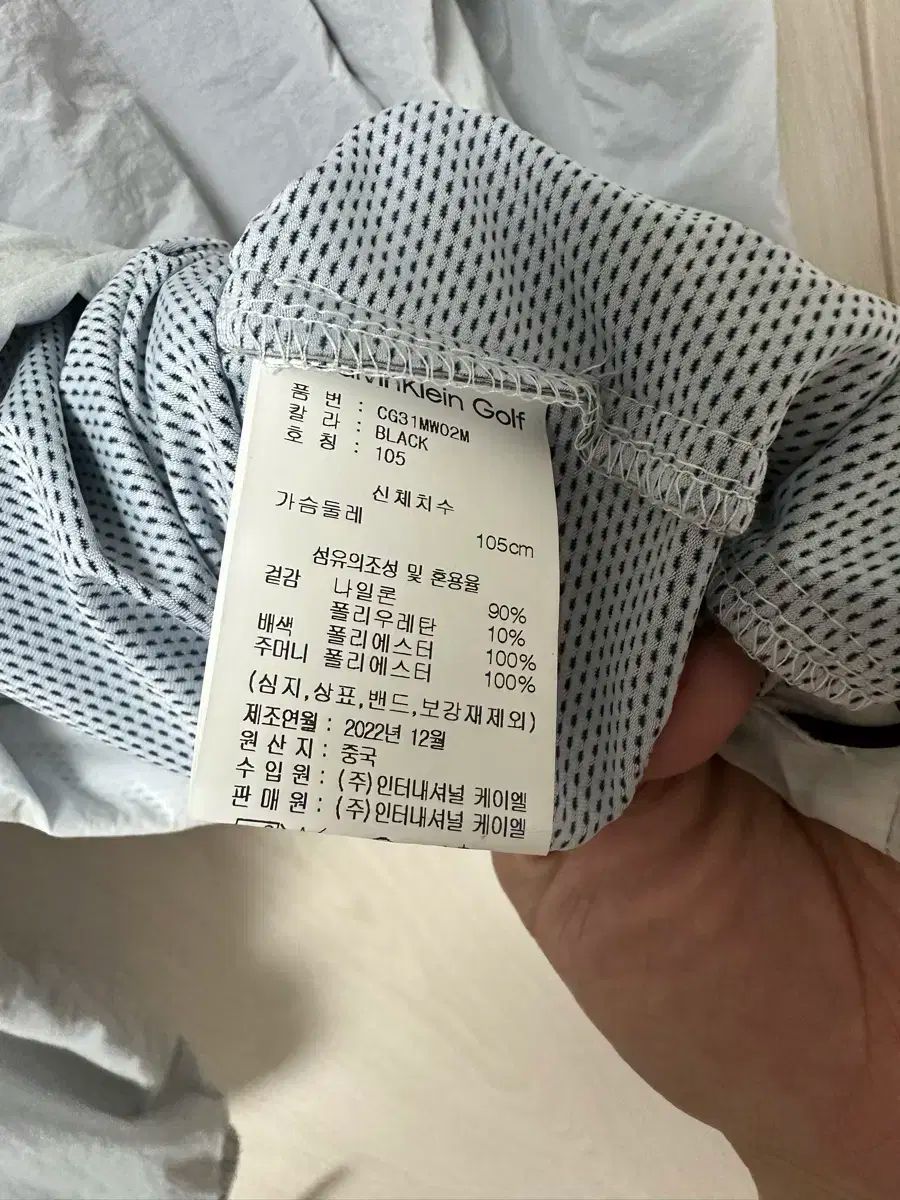 CalvinKlein Golf
품 번 : CG31MW02M
칼 라 : BLACK
호 칭 : 105
신체치수
가슴둘레 105cm
섬유의조성 및 혼용율
겉감 나일론 90%
폴리우레탄 10%
배색 폴리에스터 100%
주머니 폴리에스터 100%
(심지,상표,밴드,보강재제외)
제조연월 : 2022년 12월
원 산 지 : 중국
수 입 원 : (주)인터내셔널 케이엘
판 매 원 : (주)인터내셔널 케이엘